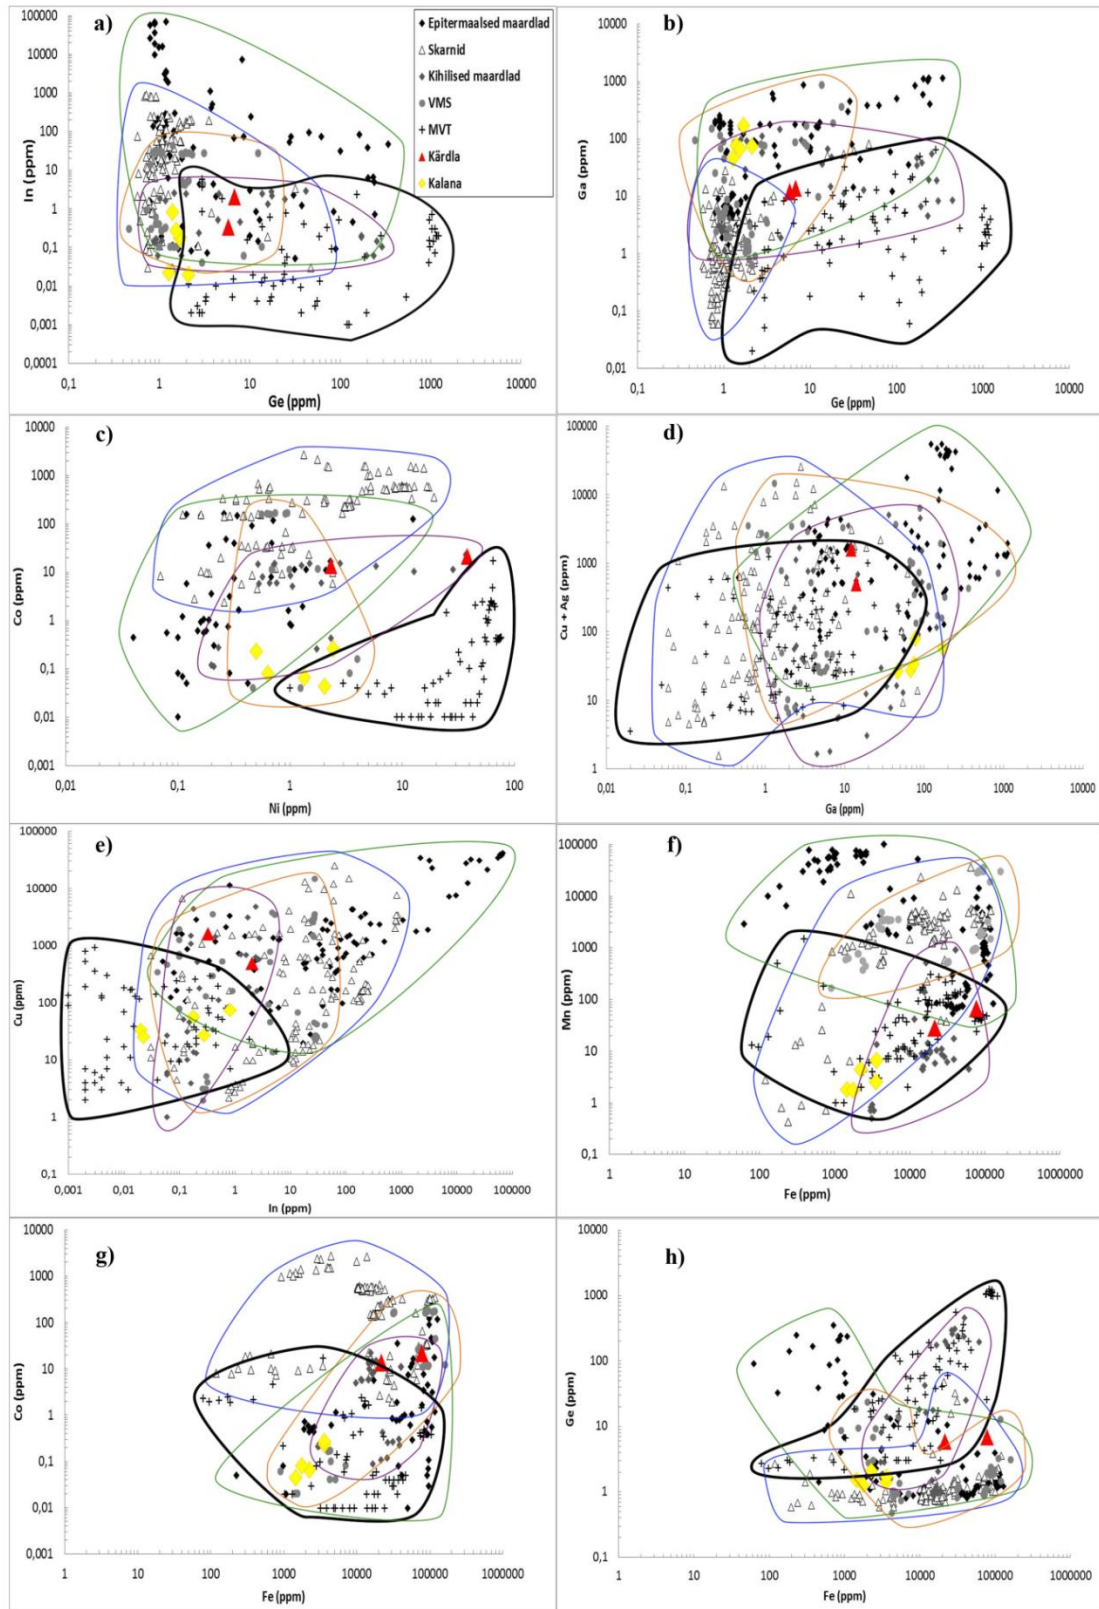 a)
100000
10000
1000
100
10
1
0,1
0,01
0,001
0,0001
In (ppm)
0,1 1 10 100 1000 10000
Ge (ppm)
Epitermaalsed maardlad
Skarnid
Kihilised maardlad
VMS
MVT
Kärdla
Kalana
b)
100000
10000
1000
100
10
1
0,1
0,01
Ga (ppm)
0,1 1 10 100 1000 10000
Ge (ppm)
c)
10000
1000
100
10
1
0,1
0,01
0,001
Co (ppm)
0,01 0,1 1 10 100
Ni (ppm)
d)
100000
10000
1000
100
10
1
Cu + Ag (ppm)
0,01 0,1 1 10 100 1000 10000
Ga (ppm)
e)
100000
10000
1000
100
10
1
0,1
Cu (ppm)
0,001 0,01 0,1 1 10 100 1000 10000 100000
In (ppm)
f)
100000
10000
1000
100
10
1
0,1
Mn (ppm)
1 10 100 1000 10000 100000 1000000
Fe (ppm)
g)
10000
1000
100
10
1
0,1
0,01
0,001
Co (ppm)
1 10 100 1000 10000 100000 1000000
Fe (ppm)
h)
10000
1000
100
10
1
0,1
Ge (ppm)
1 10 100 1000 10000 100000 1000000
Fe (ppm)